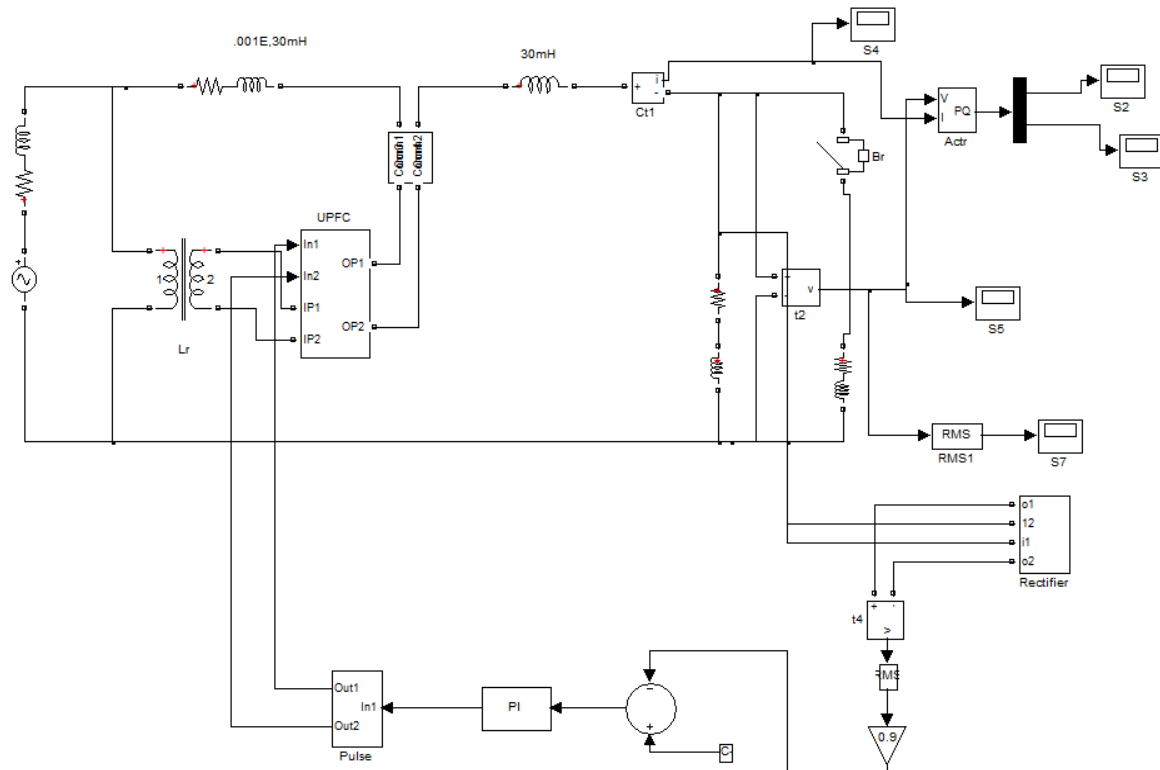 S4
.001E,30mH
30mH
i
+
-
Ct1
V
PQ
I
Actr
S2
S3
Br
UPFC
In1
In2
IP1
IP2
OP1
OP2
+
1
2
Lr
+
-
v
t2
S5
RMS
RMS1
S7
o1
12
i1
o2
Rectifier
+
-
v
t4
RMS
0.9
Out1
In1
Out2
Pulse
PI
−
+
C